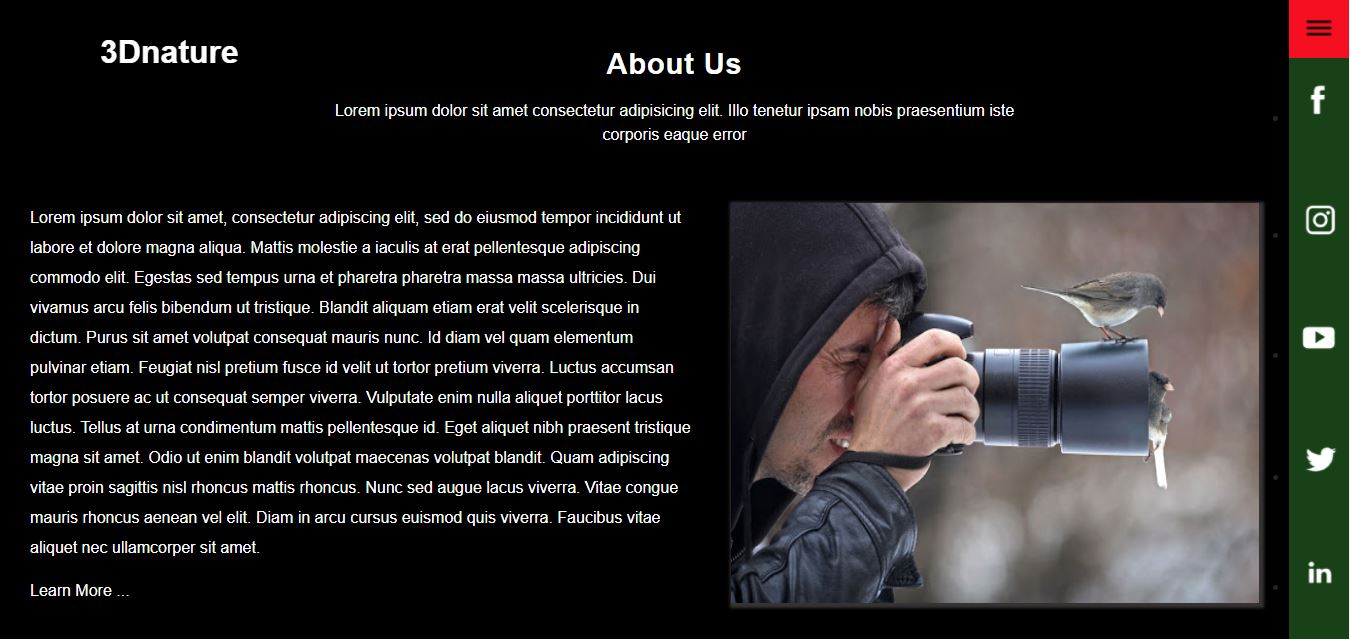 3Dnature
About Us
Lorem ipsum dolor sit amet consectetur adipisicing elit. Illo tenetur ipsam nobis praesentium iste
corporis eaque error
Lorem ipsum dolor sit amet, consectetur adipiscing elit, sed do eiusmod tempor incididunt ut
labore et dolore magna aliqua. Mattis molestie a iaculis at erat pellentesque adipiscing
commodo elit. Egestas sed tempus urna et pharetra pharetra massa massa ultricies. Dui
vivamus arcu felis bibendum ut tristique. Blandit aliquam etiam erat velit scelerisque in
dictum. Purus sit amet volutpat consequat mauris nunc. Id diam vel quam elementum
pulvinar etiam. Feugiat nisl pretium fusce id velit ut tortor pretium viverra. Luctus accumsan
tortor posuere ac ut consequat semper viverra. Vulputate enim nulla aliquet porttitor lacus
luctus. Tellus at urna condimentum mattis pellentesque id. Eget aliquet nibh praesent tristique
magna sit amet. Odio ut enim blandit volutpat maecenas volutpat blandit. Quam adipiscing
vitae proin sagittis nisl rhoncus mattis rhoncus. Nunc sed augue lacus viverra. Vitae congue
mauris rhoncus aenean vel elit. Diam in arcu cursus euismod quis viverra. Faucibus vitae
aliquet nec ullamcorper sit amet.
Learn More ...